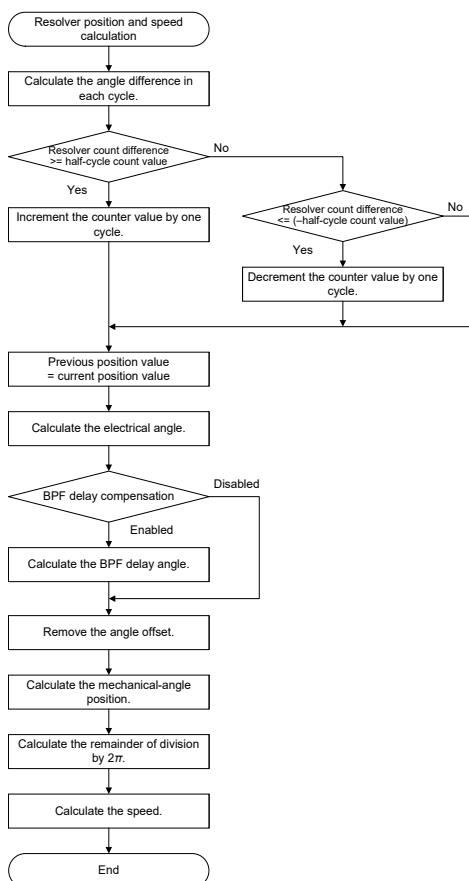 Resolver position and speed
calculation
Calculate the angle difference in
each cycle.
Resolver count difference
>= half-cycle count value
No
Yes
Increment the counter value by one
cycle.
Resolver count difference
<= (–half-cycle count value)
No
Yes
Decrement the counter value by one
cycle.
Previous position value
= current position value
Calculate the electrical angle.
BPF delay compensation
Disabled
Enabled
Calculate the BPF delay angle.
Remove the angle offset.
Calculate the mechanical-angle
position.
Calculate the remainder of division
by 2π.
Calculate the speed.
End